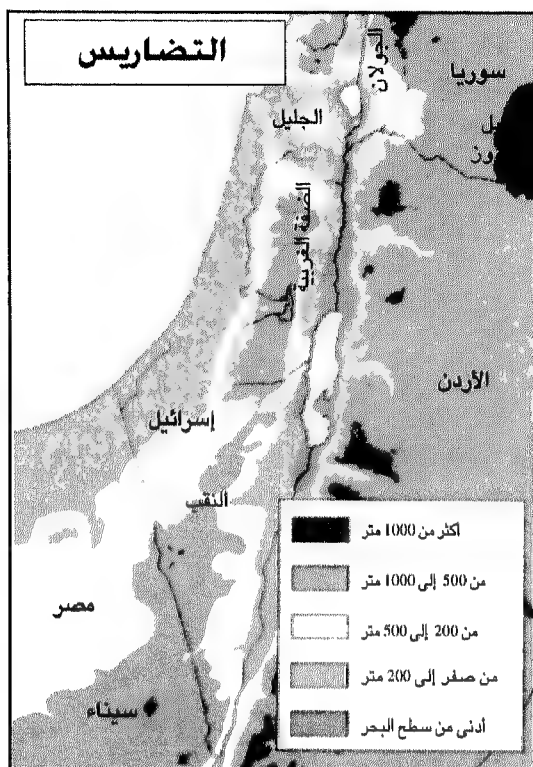 التضاريس
الجولان
سوريا
الجليل
الضفة الغربية
الأردن
إسرائيل
النقب
مصر
سيناء
أكثر من 1000 متر
من 500 إلى 1000 متر
من 200 إلى 500 متر
من صفر إلى 200 متر
أدنى من سطح البحر